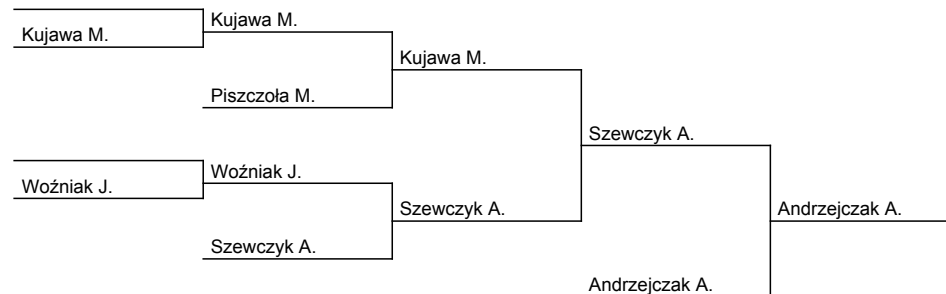 Kujawa M.
Kujawa M.
Kujawa M.
Piszczoła M.
Szewczyk A.
Woźniak J.
Woźniak J.
Szewczyk A.
Andrzejczak A.
Szewczyk A.
Andrzejczak A.